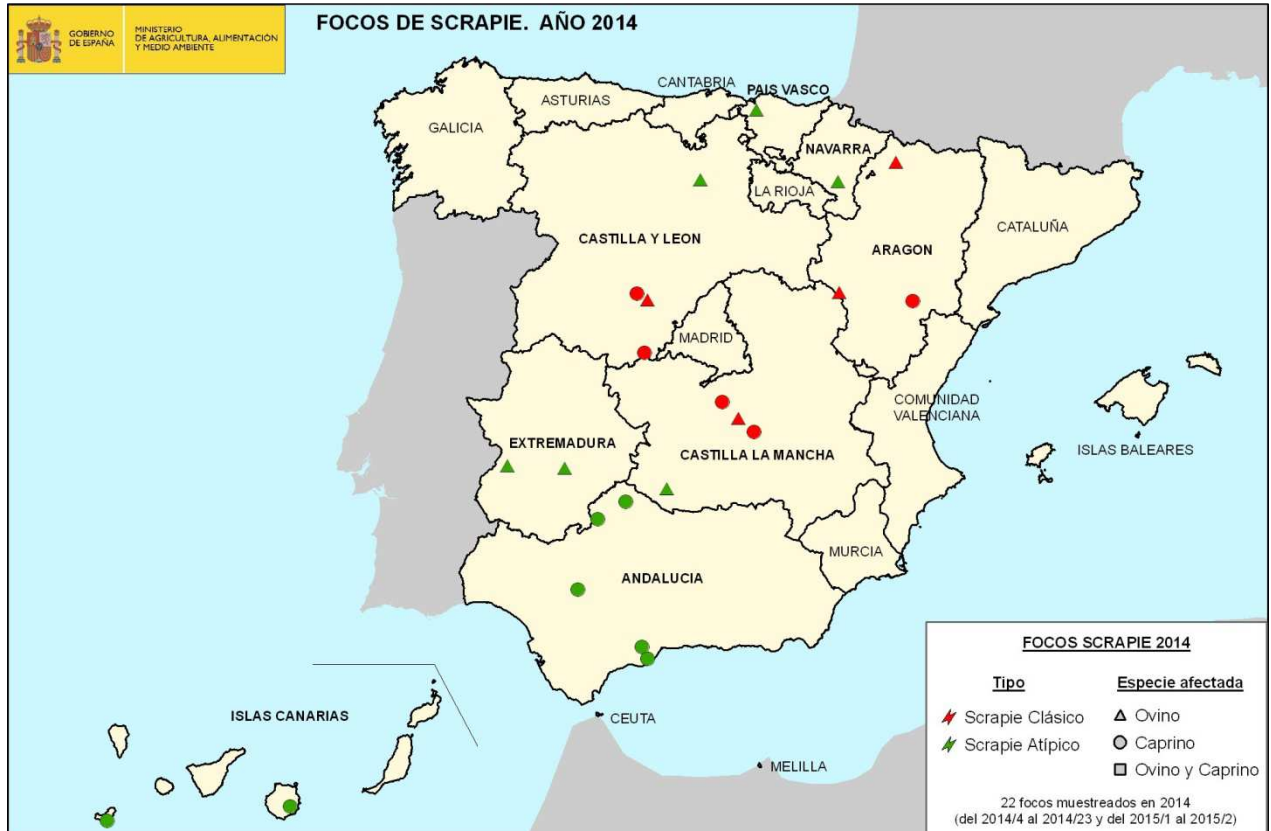 GOBIERNO
DE ESPAÑA
MINISTERIO
DE AGRICULTURA, ALIMENTACIÓN
Y MEDIO AMBIENTE
FOCOS DE SCRAPIE. AÑO 2014
CANTABRIA
PAIS VASCO
ASTURIAS
GALICIA
NAVARRA
LA RIOJA
CATALUÑA
CASTILLA Y LEON
ARAGON
MADRID
COMUNIDAD
VALENCIANA
EXTREMADURA
CASTILLA LA MANCHA
ISLAS BALEARES
MURCIA
ANDALUCIA
ISLAS CANARIAS
CEUTA
MELILLA
FOCOS SCRAPIE 2014
Tipo
Especie afectada
Scrapie Clásico
Ovino
Scrapie Atípico
Caprino
Ovino y Caprino
22 focos muestreados en 2014
(del 2014/4 al 2014/23 y del 2015/1 al 2015/2)